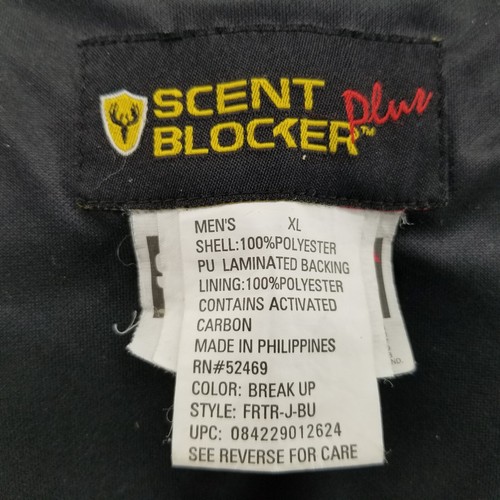 SCENT
BLOCKER™ Plus
MEN'S XL
SHELL:100%POLYESTER
PU LAMINATED BACKING
LINING:100%POLYESTER
CONTAINS ACTIVATED
CARBON
MADE IN PHILIPPINES
RN#52469
COLOR: BREAK UP
STYLE: FRTR-J-BU
UPC: 084229012624
SEE REVERSE FOR CARE